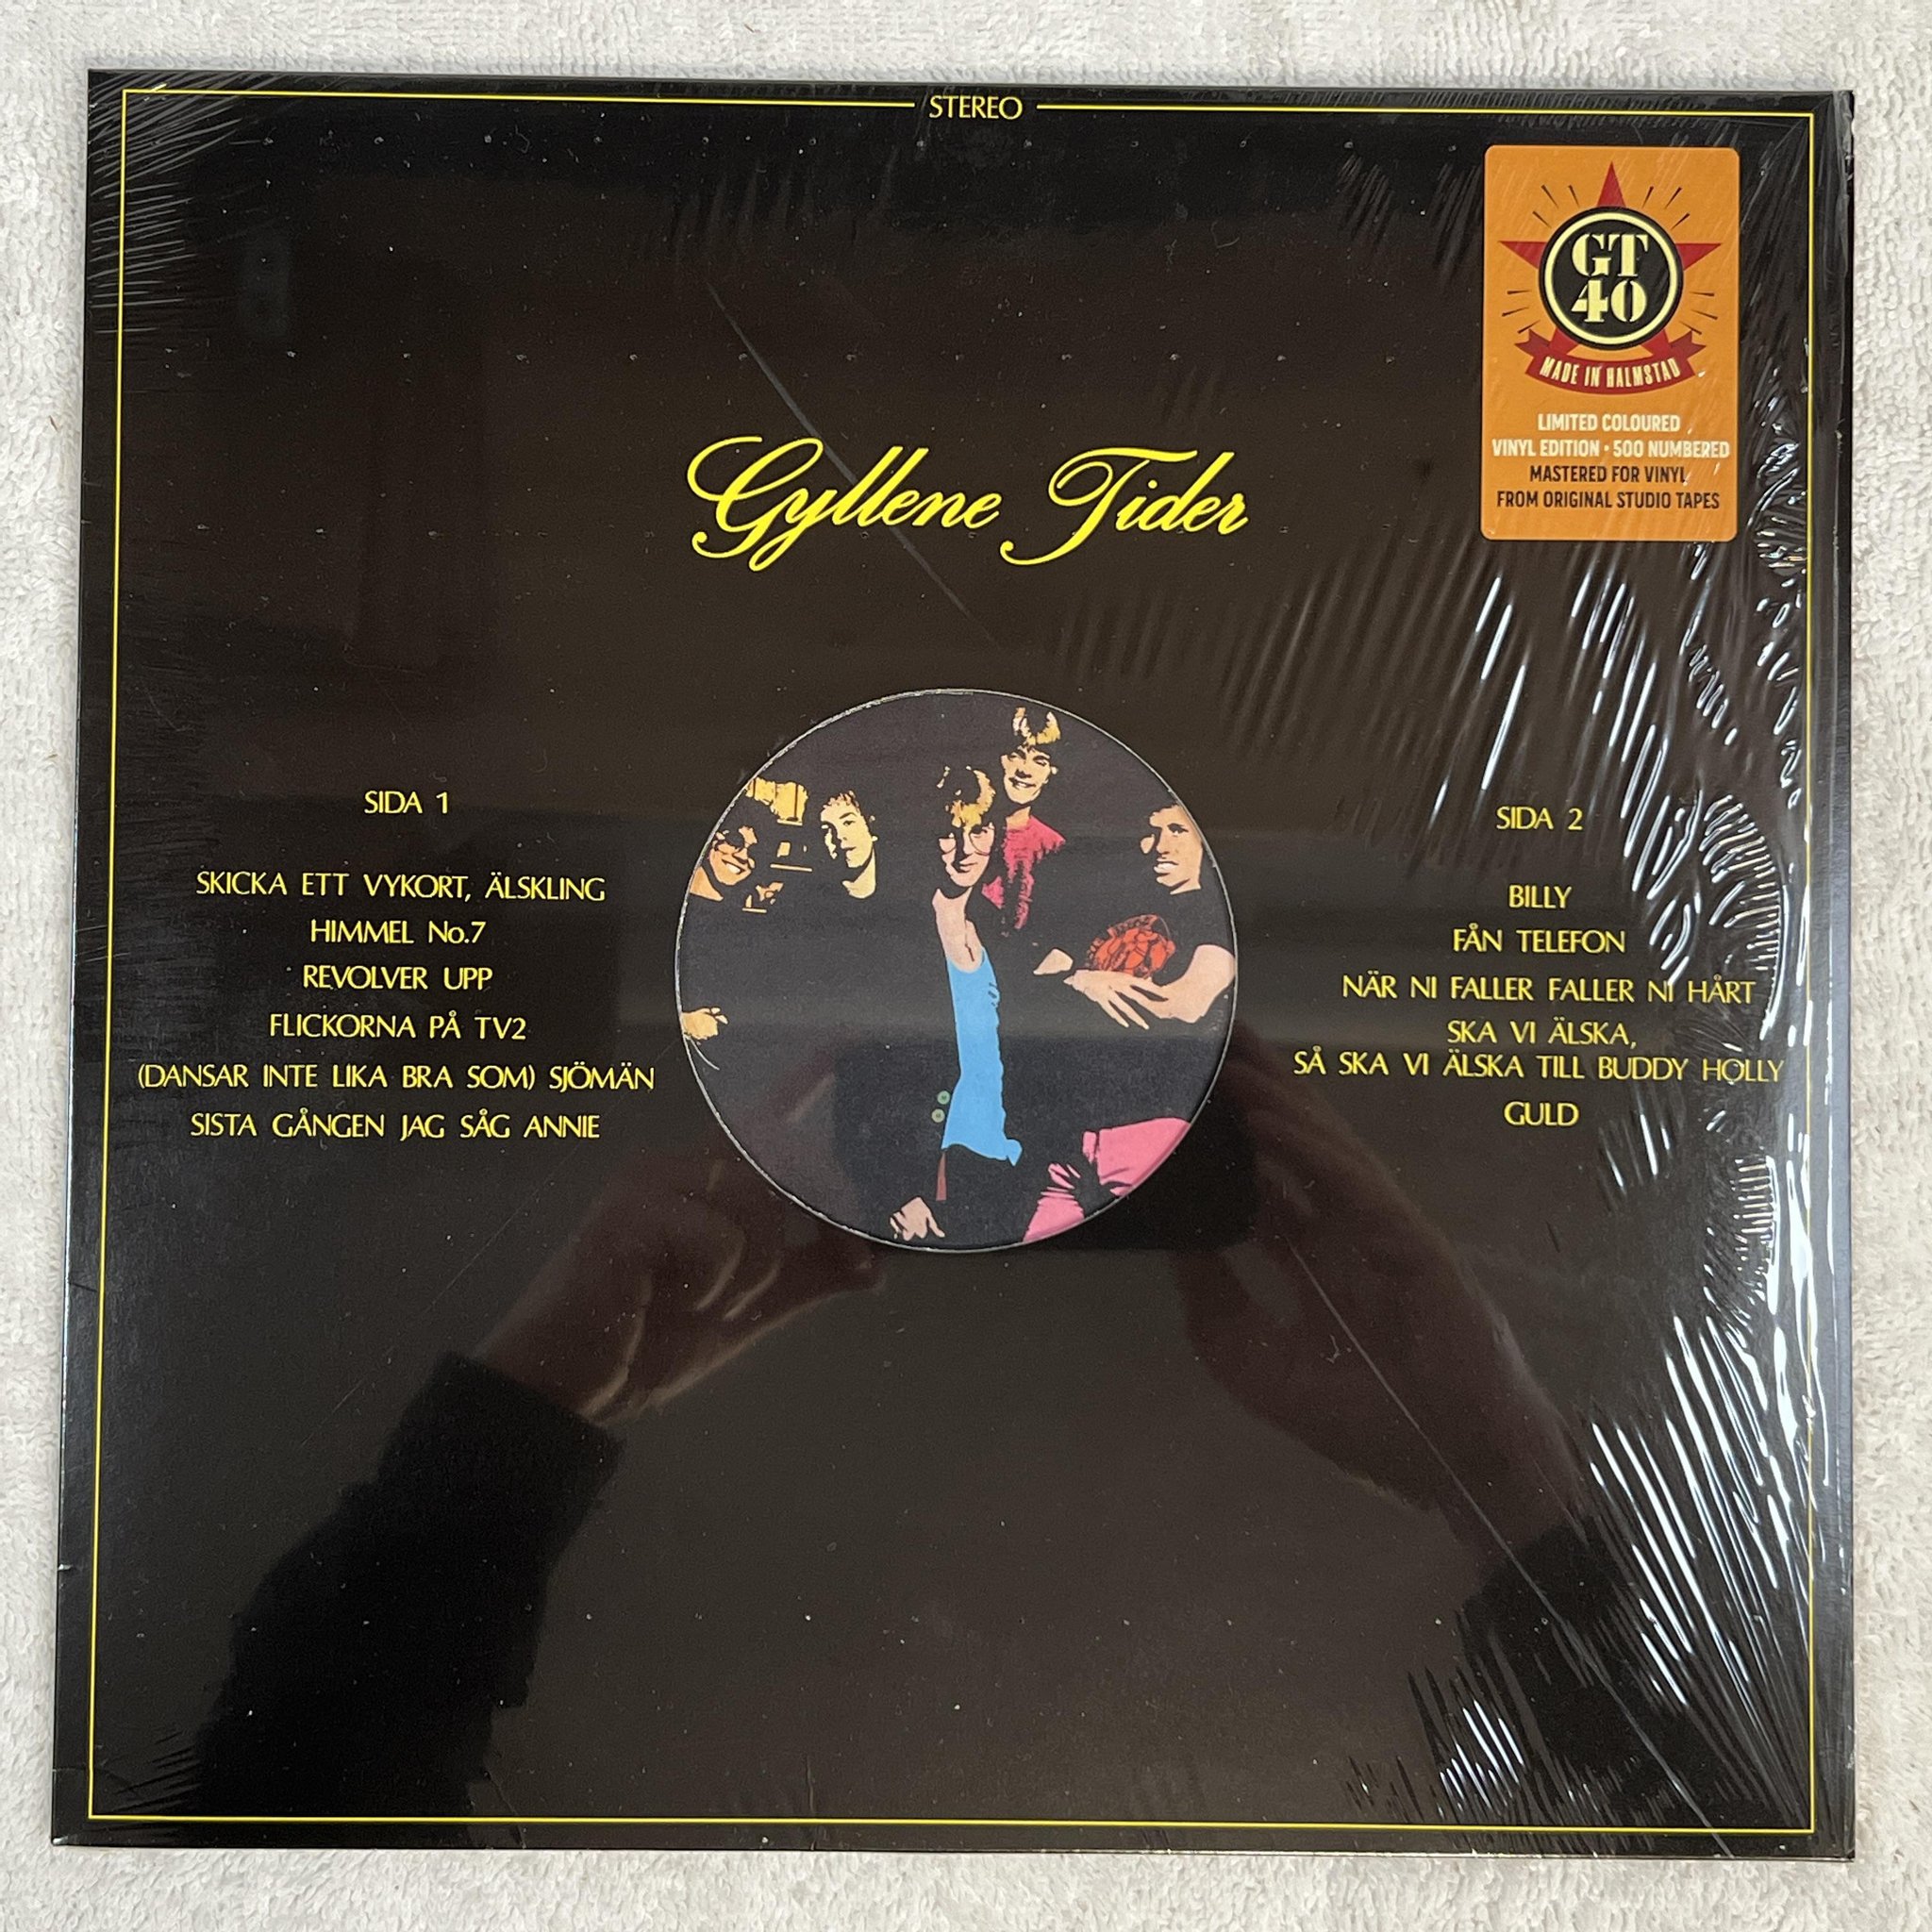 STEREO
GT
40
MADE IN HALMSTAD
LIMITED COLOURED
VINYL EDITION • 500 NUMBERED
MASTERED FOR VINYL
FROM ORIGINAL STUDIO TAPES
Gyllene Tider
SIDA 1
SKICKA ETT VYKORT, ÄLSKLING
HIMMEL No.7
REVOLVER UPP
FLICKORNA PÅ TV2
(DANSAR INTE LIKA BRA SOM) SJÖMÄN
SISTA GÅNGEN JAG SÅG ANNIE
SIDA 2
BILLY
FÅN TELEFON
NÄR NI FALLER FALLER NI HÅRT
SKA VI ÄLSKA,
SÅ SKA VI ÄLSKA TILL BUDDY HOLLY
GULD